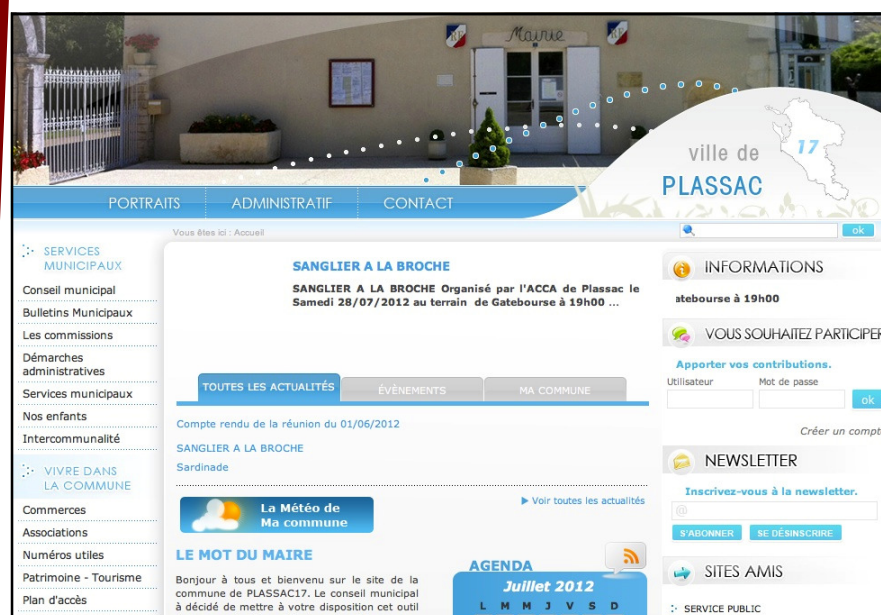 RF
Mairie
RF
ville de
17
PLASSAC
PORTRAITS
ADMINISTRATIF
CONTACT
Vous êtes ici : Accueil
ok
SERVICES
MUNICIPAUX
Conseil municipal
Bulletins Municipaux
Les commissions
Démarches
administratives
Services municipaux
Nos enfants
Intercommunalité
VIVRE DANS
LA COMMUNE
Commerces
Associations
Numéros utiles
Patrimoine - Tourisme
Plan d'accès
SANGLIER A LA BROCHE
SANGLIER A LA BROCHE Organisé par l'ACCA de Plassac le
Samedi 28/07/2012 au terrain de Gatebourse à 19h00 ...
TOUTES LES ACTUALITÉS
ÉVÈNEMENTS
MA COMMUNE
Compte rendu de la réunion du 01/06/2012
SANGLIER A LA BROCHE
Sardinade
Voir toutes les actualités
La Météo de
Ma commune
LE MOT DU MAIRE
Bonjour à tous et bienvenu sur le site de la
commune de PLASSAC17. Le conseil municipal
à décidé de mettre à votre disposition cet outil
AGENDA
Juillet 2012
L M M J V S D
INFORMATIONS
atebourse à 19h00
VOUS SOUHAITEZ PARTICIPER
Apporter vos contributions.
Utilisateur Mot de passe
ok
Créer un compte
NEWSLETTER
Inscrivez-vous à la newsletter.
@
S'ABONNER SE DÉSINSCRIRE
SITES AMIS
SERVICE PUBLIC